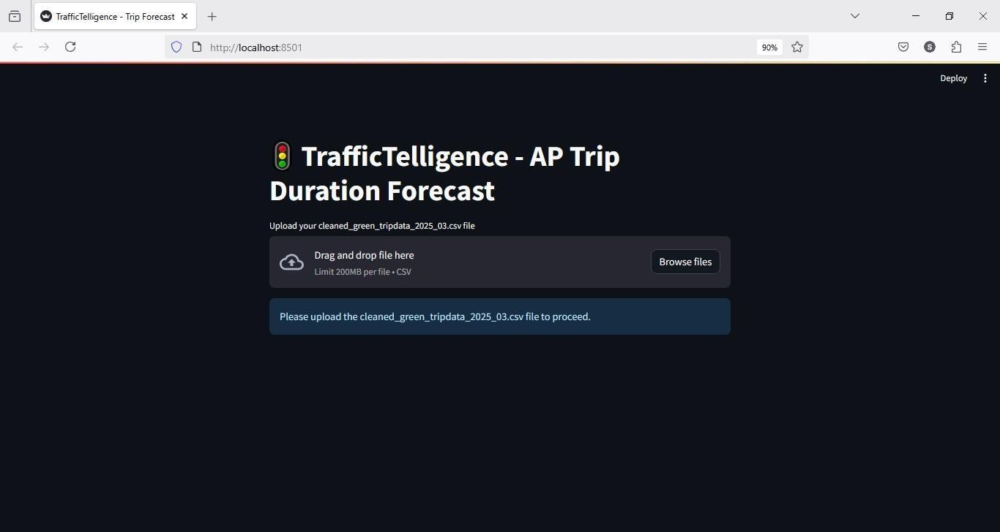 TrafficTelligence - Trip Forecast
http://localhost:8501
90%
S
Deploy
TrafficTelligence - AP Trip
Duration Forecast
Upload your cleaned_green_tripdata_2025_03.csv file
Drag and drop file here
Limit 200MB per file • CSV
Browse files
Please upload the cleaned_green_tripdata_2025_03.csv file to proceed.